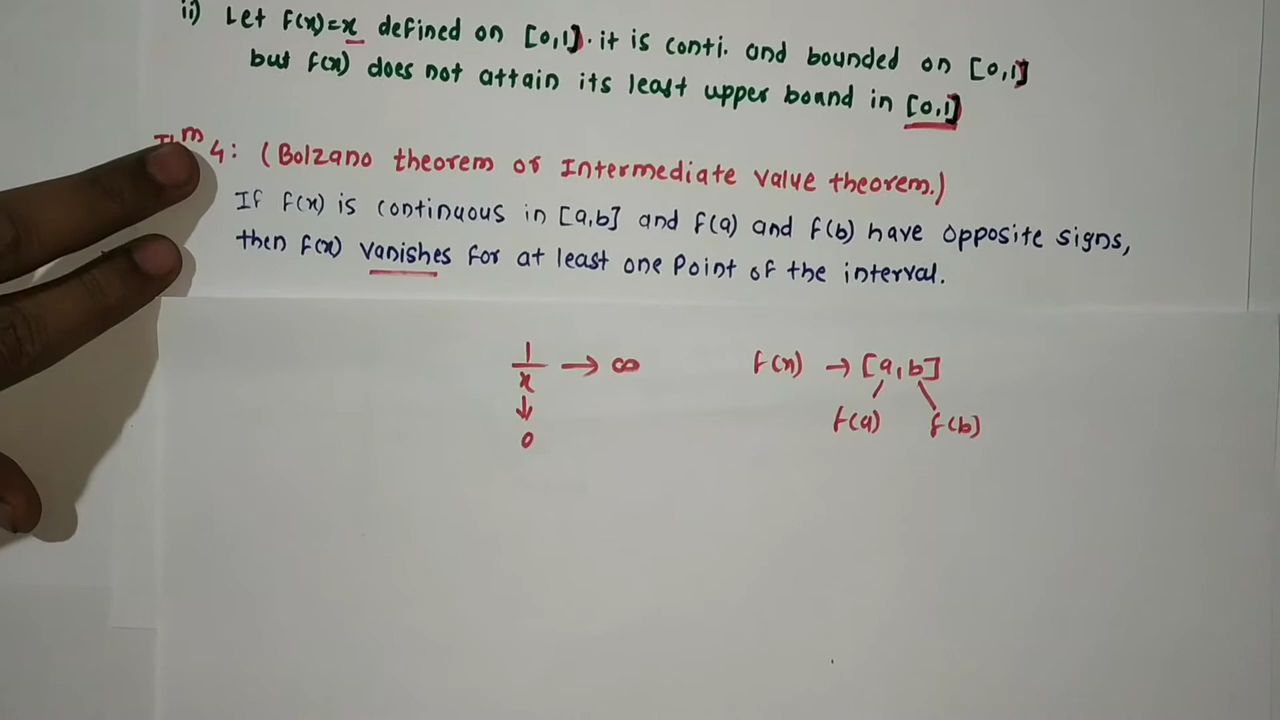 ii) Let f(x)=x defined on [0,1]. it is conti. and bounded on [0,1]
but f(x) does not attain its least upper bound in [0,1]
Thm 4: (Bolzano theorem or Intermediate value theorem.)
If f(x) is continuous in [a,b] and f(a) and f(b) have opposite signs,
then f(x) vanishes for at least one point of the interval.
1/x → ∞ f(x) → [a,b]
↓ f(a) f(b)
0